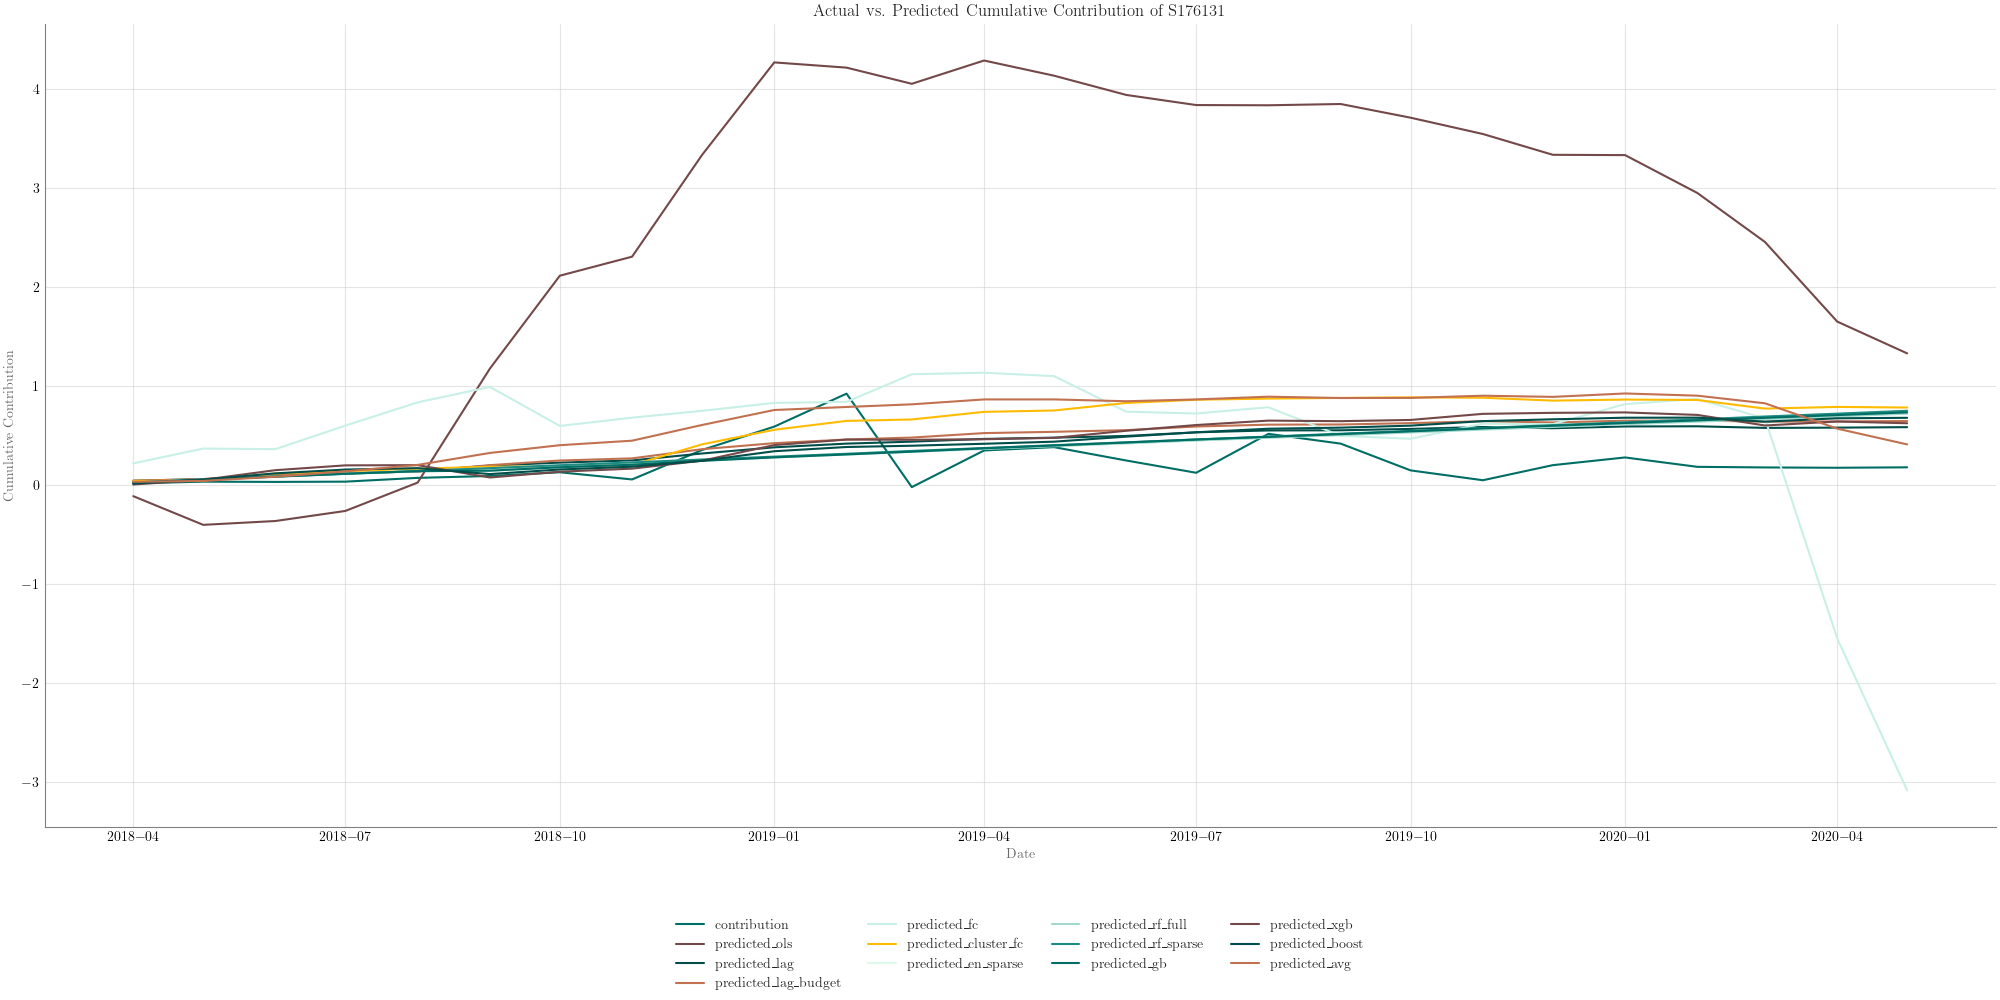 Actual vs. Predicted Cumulative Contribution of S176131
Cumulative Contribution
4
3
2
1
0
−1
−2
−3
2018−04 2018−07 2018−10 2019−01 2019−04 2019−07 2019−10 2020−01 2020−04
Date
contribution predicted_fc predicted_rf_full predicted_xgb
predicted_ols predicted_cluster_fc predicted_rf_sparse predicted_boost
predicted_lag predicted_en_sparse predicted_gb predicted_avg
predicted_lag_budget